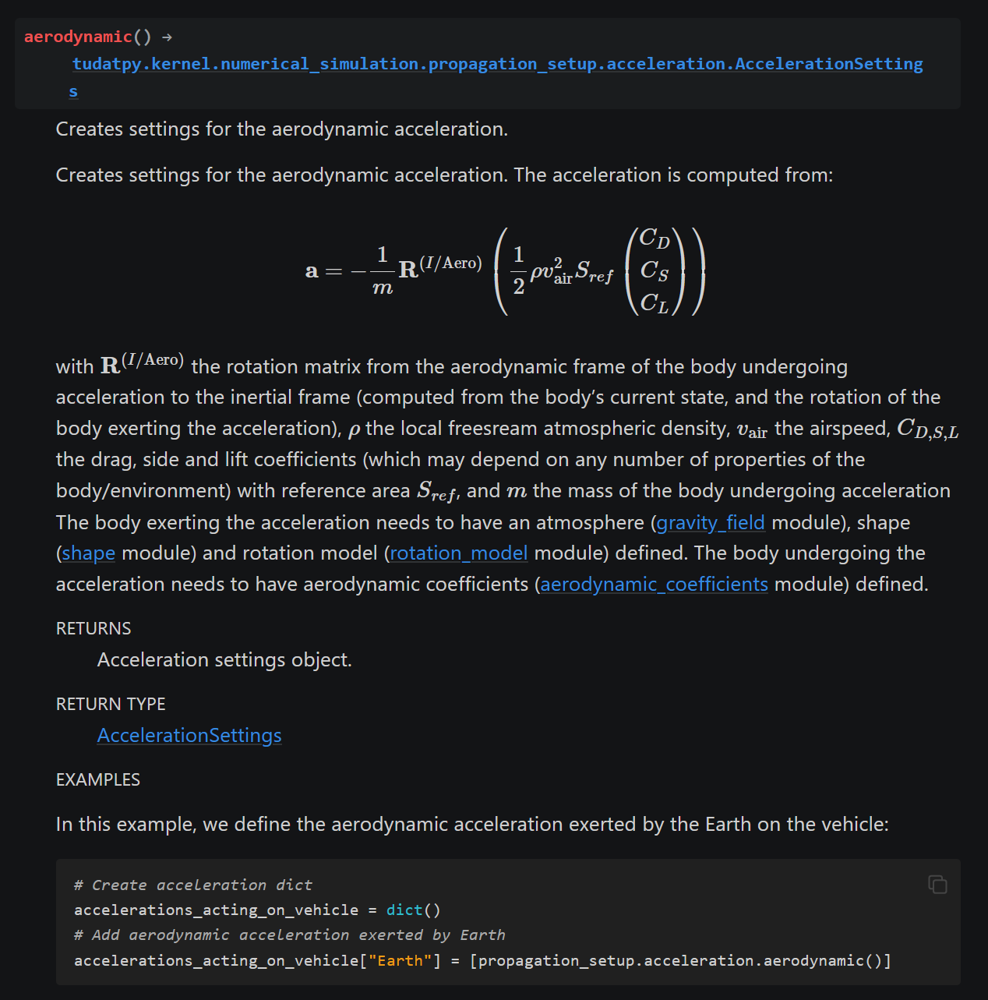 aerodynamic() →
tudatpy.kernel.numerical_simulation.propagation_setup.acceleration.AccelerationSetting
s
Creates settings for the aerodynamic acceleration.
Creates settings for the aerodynamic acceleration. The acceleration is computed from:
$$\mathbf{a} = -\frac{1}{m}\mathbf{R}^{(I/\text{Aero})}\left(\frac{1}{2}\rho v_{\text{air}}^{2}S_{ref}\begin{pmatrix}C_D\\C_S\\C_L\end{pmatrix}\right)$$
with $\mathbf{R}^{(I/\text{Aero})}$ the rotation matrix from the aerodynamic frame of the body undergoing
acceleration to the inertial frame (computed from the body’s current state, and the rotation of the
body exerting the acceleration), $\rho$ the local freesream atmospheric density, $v_{\text{air}}$ the airspeed, $C_{D,S,L}$
the drag, side and lift coefficients (which may depend on any number of properties of the
body/environment) with reference area $S_{ref}$, and $m$ the mass of the body undergoing acceleration
The body exerting the acceleration needs to have an atmosphere (gravity_field module), shape
(shape module) and rotation model (rotation_model module) defined. The body undergoing the
acceleration needs to have aerodynamic coefficients (aerodynamic_coefficients module) defined.
RETURNS
Acceleration settings object.
RETURN TYPE
AccelerationSettings
EXAMPLES
In this example, we define the aerodynamic acceleration exerted by the Earth on the vehicle:
# Create acceleration dict
accelerations_acting_on_vehicle = dict()
# Add aerodynamic acceleration exerted by Earth
accelerations_acting_on_vehicle["Earth"] = [propagation_setup.acceleration.aerodynamic()]